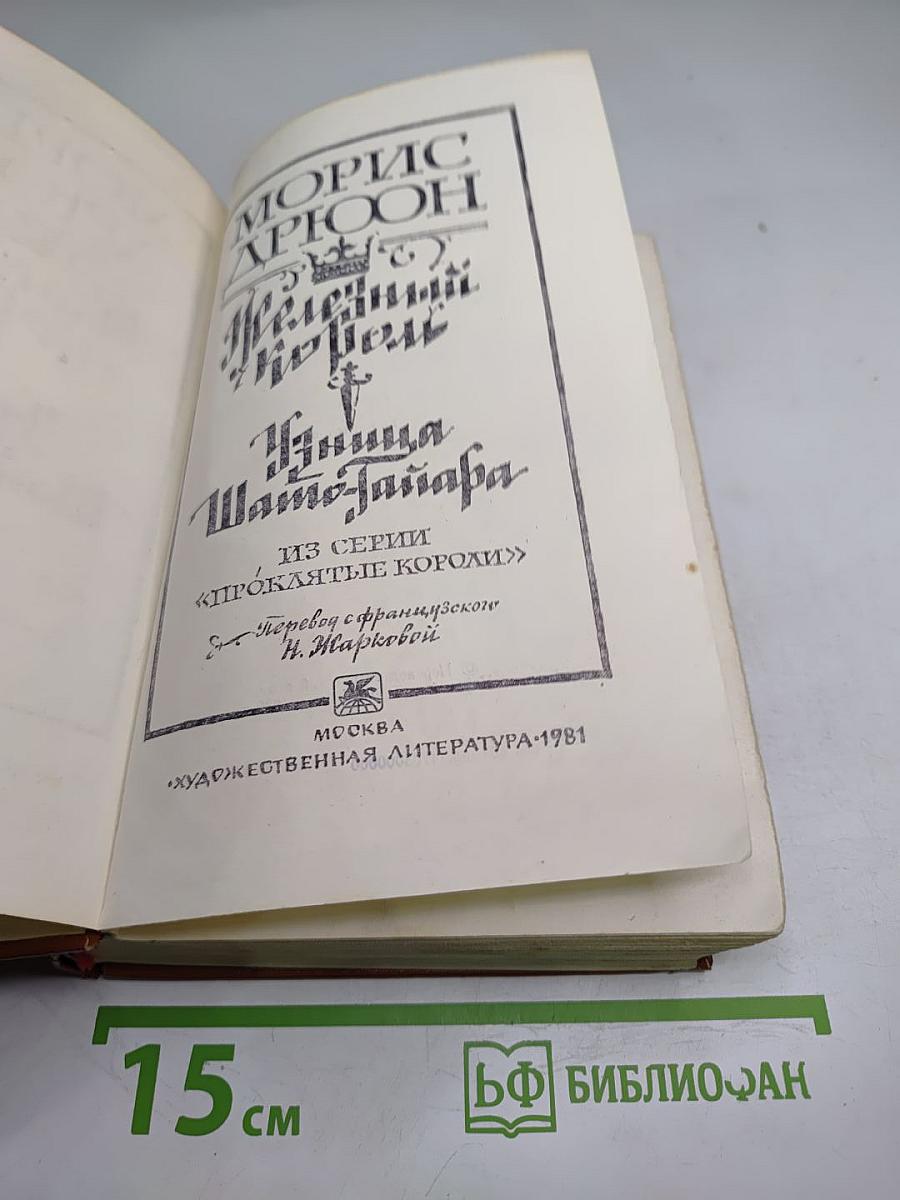 МОРИС
ДРЮОН
Железный
король
Узница
Шато-Гайара
ИЗ СЕРИИ
«ПРОКЛЯТЫЕ КОРОЛИ»
Перевод с французского
Н. Жарковой
МОСКВА
•ХУДОЖЕСТВЕННАЯ ЛИТЕРАТУРА•1981
15 см
БФ БИБЛИОФАН